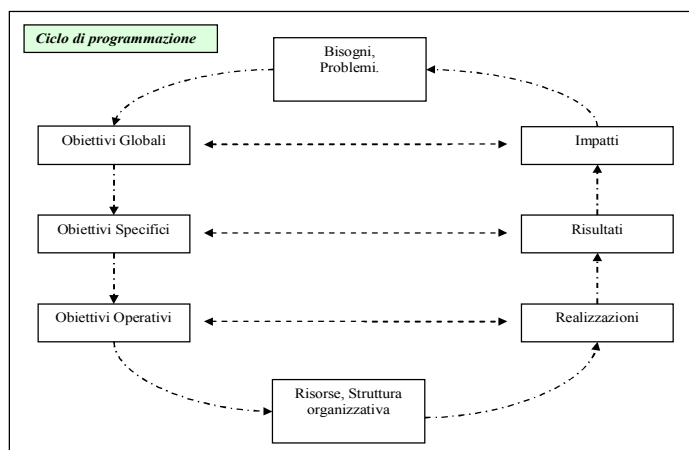 Ciclo di programmazione
Bisogni,
Problemi.
Obiettivi Globali
Impatti
Obiettivi Specifici
Risultati
Obiettivi Operativi
Realizzazioni
Risorse, Struttura
organizzativa